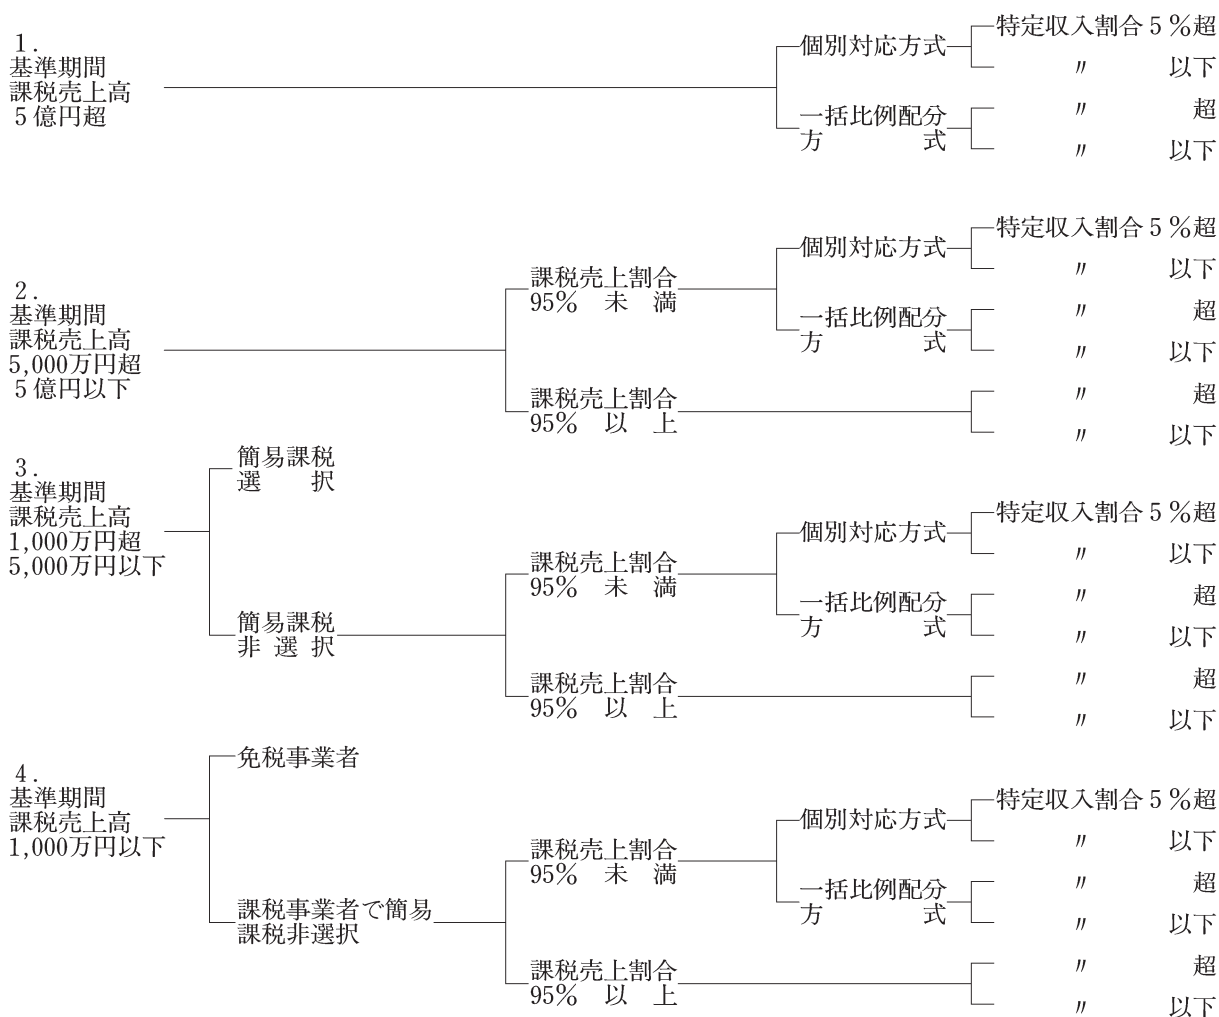 1.
基準期間
課税売上高
5億円超
個別対応方式
特定収入割合5%超
〃 以下
一括比例配分
方 式
〃 超
〃 以下
2.
基準期間
課税売上高
5,000万円超
5億円以下
課税売上割合
95% 未 満
個別対応方式
特定収入割合5%超
〃 以下
一括比例配分
方 式
〃 超
〃 以下
課税売上割合
95% 以 上
〃 超
〃 以下
3.
基準期間
課税売上高
1,000万円超
5,000万円以下
簡易課税
選 択
簡易課税
非 選 択
課税売上割合
95% 未 満
個別対応方式
特定収入割合5%超
〃 以下
一括比例配分
方 式
〃 超
〃 以下
課税売上割合
95% 以 上
〃 超
〃 以下
4.
基準期間
課税売上高
1,000万円以下
免税事業者
課税事業者で簡易
課税非選択
課税売上割合
95% 未 満
個別対応方式
特定収入割合5%超
〃 以下
一括比例配分
方 式
〃 超
〃 以下
課税売上割合
95% 以 上
〃 超
〃 以下